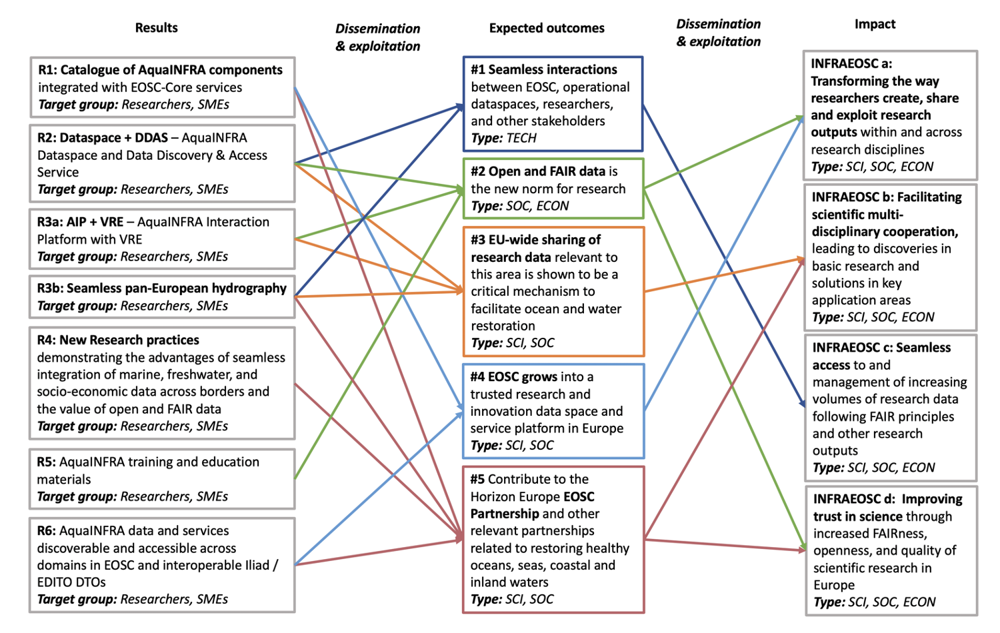 Results
Dissemination
& exploitation
Expected outcomes
Dissemination
& exploitation
Impact
R1: Catalogue of AquaINFRA components
integrated with EOSC-Core services
Target group: Researchers, SMEs
R2: Dataspace + DDAS – AquaINFRA
Dataspace and Data Discovery & Access
Service
Target group: Researchers, SMEs
R3a: AIP + VRE – AquaINFRA Interaction
Platform with VRE
Target group: Researchers, SMEs
R3b: Seamless pan-European hydrography
Target group: Researchers, SMEs
R4: New Research practices
demonstrating the advantages of seamless
integration of marine, freshwater, and
socio-economic data across borders and
the value of open and FAIR data
Target group: Researchers, SMEs
R5: AquaINFRA training and education
materials
Target group: Researchers, SMEs
R6: AquaINFRA data and services
discoverable and accessible across
domains in EOSC and interoperable Iliad /
EDITO DTOs
Target group: Researchers, SMEs
#1 Seamless interactions
between EOSC, operational
dataspaces, researchers,
and other stakeholders
Type: TECH
#2 Open and FAIR data is
the new norm for research
Type: SOC, ECON
#3 EU-wide sharing of
research data relevant to
this area is shown to be a
critical mechanism to
facilitate ocean and water
restoration
Type: SCI, SOC
#4 EOSC grows into a
trusted research and
innovation data space and
service platform in Europe
Type: SCI, SOC
#5 Contribute to the
Horizon Europe EOSC
Partnership and other
relevant partnerships
related to restoring healthy
oceans, seas, coastal and
inland waters
Type: SCI, SOC
INFRAEOSC a:
Transforming the way
researchers create, share
and exploit research
outputs within and across
research disciplines
Type: SCI, SOC, ECON
INFRAEOSC b: Facilitating
scientific multi-
disciplinary cooperation,
leading to discoveries in
basic research and
solutions in key
application areas
Type: SCI, SOC, ECON
INFRAEOSC c: Seamless
access to and
management of increasing
volumes of research data
following FAIR principles
and other research
outputs
Type: SCI, SOC, ECON
INFRAEOSC d: Improving
trust in science through
increased FAIRness,
openness, and quality of
scientific research in
Europe
Type: SCI, SOC, ECON